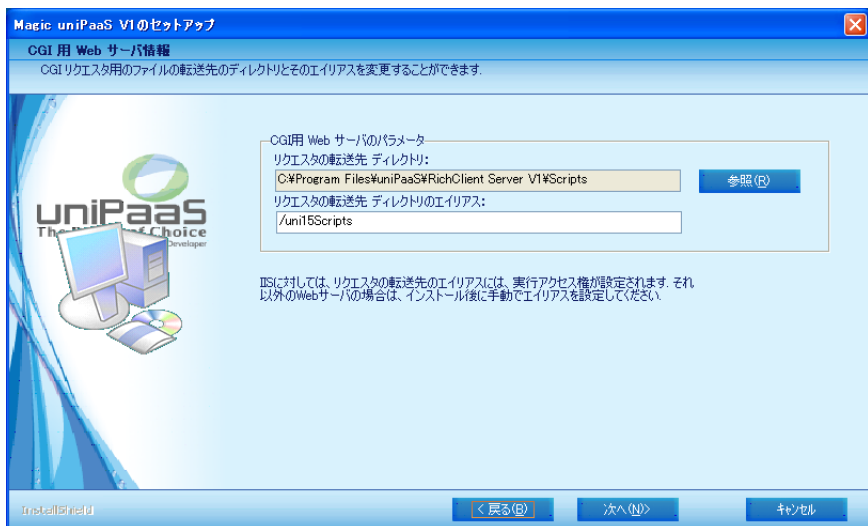 Magic uniPaaS V1のセットアップ
CGI 用 Web サーバ情報
CGI リクエスタ用のファイルの転送先のディレクトリとそのエイリアスを変更することができます.
uniPaaS
The Power of Choice
Developer
CGI用 Web サーバのパラメータ
リクエスタの転送先 ディレクトリ:
C:¥Program Files¥uniPaaS¥RichClient Server V1¥Scripts
参照(R)
リクエスタの転送先 ディレクトリのエイリアス:
/uni15Scripts
IISに対しては、リクエスタの転送先のエイリアスには、実行アクセス権が設定されます. それ
以外のWebサーバの場合は、インストール後に手動でエイリアスを設定してください.
InstallShield
< 戻る(B)
次へ(N)>
キャンセル